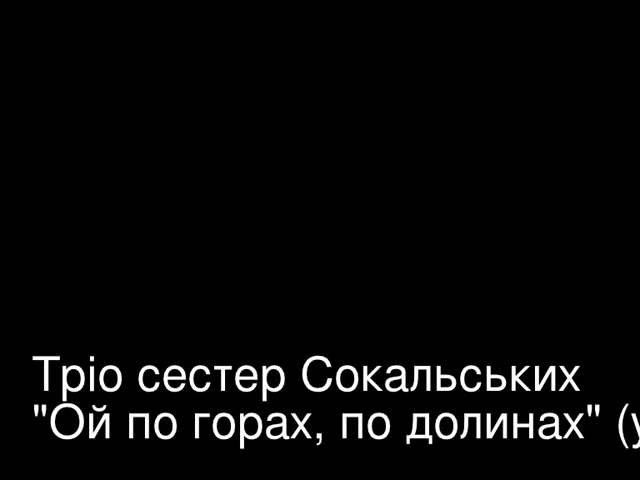 Тріо сестер Сокальських
"Ой по горах, по долинах" (у